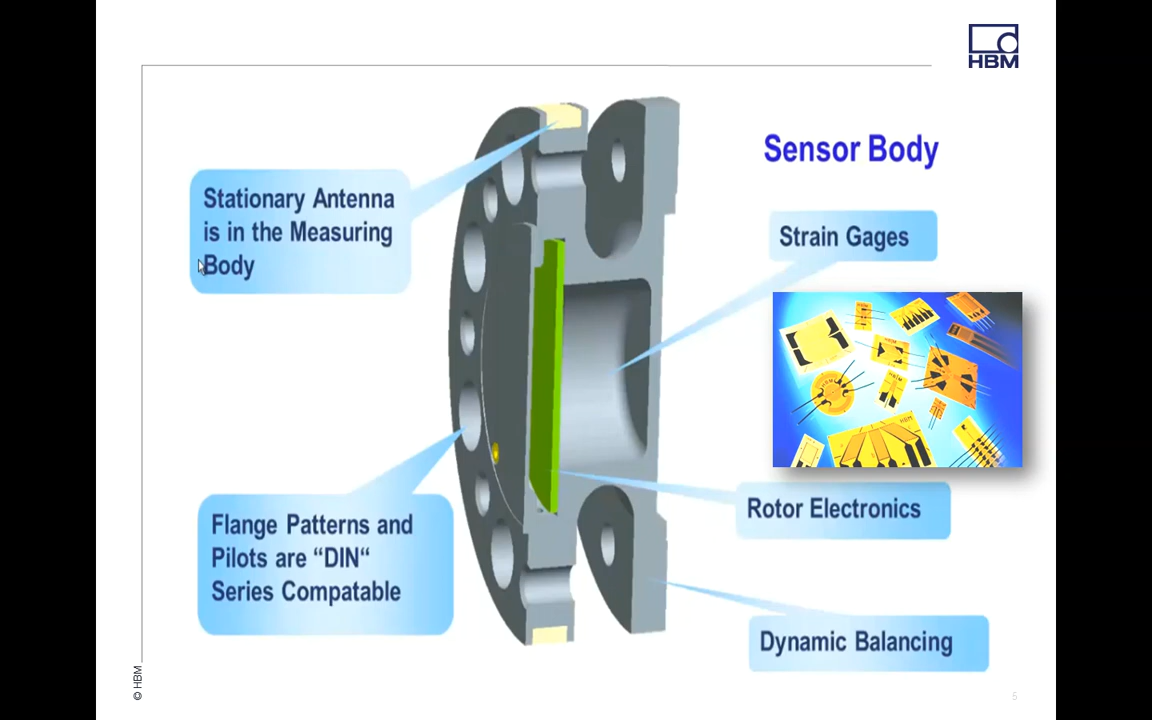 HBM
Sensor Body
Stationary Antenna
is in the Measuring
Body
Strain Gages
Flange Patterns and
Pilots are “DIN“
Series Compatable
Rotor Electronics
Dynamic Balancing
© HBM
5